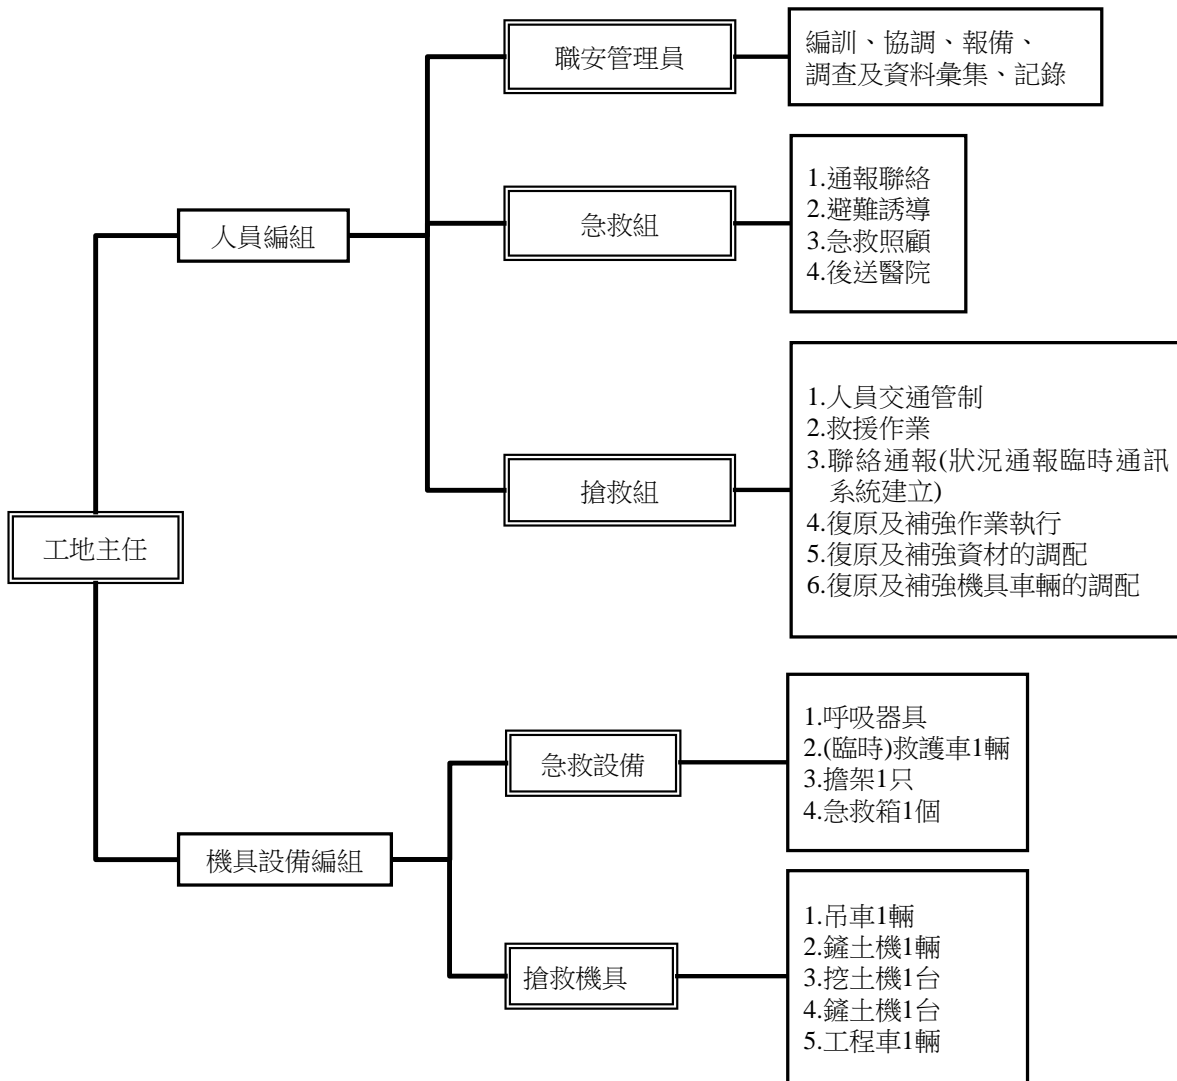 職安管理員
編訓、協調、報備、
調查及資料彙集、記錄
人員編組
急救組
1.通報聯絡
2.避難誘導
3.急救照顧
4.後送醫院
搶救組
1.人員交通管制
2.救援作業
3.聯絡通報(狀況通報臨時通訊
系統建立)
4.復原及補強作業執行
5.復原及補強資材的調配
6.復原及補強機具車輛的調配
工地主任
急救設備
1.呼吸器具
2.(臨時)救護車1輛
3.擔架1只
4.急救箱1個
機具設備編組
搶救機具
1.吊車1輛
2.鏟土機1輛
3.挖土機1台
4.鏟土機1台
5.工程車1輛